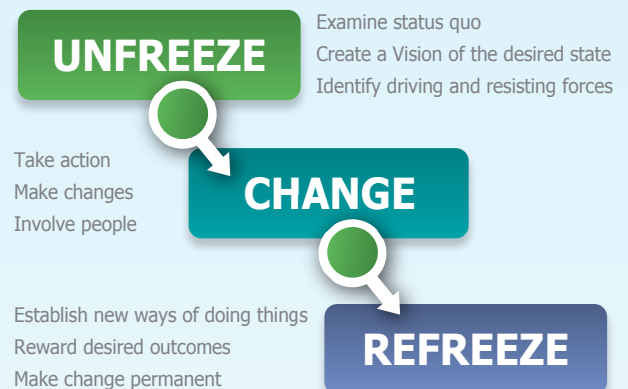 UNFREEZE
Examine status quo
Create a Vision of the desired state
Identify driving and resisting forces
Take action
Make changes
Involve people
CHANGE
Establish new ways of doing things
Reward desired outcomes
Make change permanent
REFREEZE